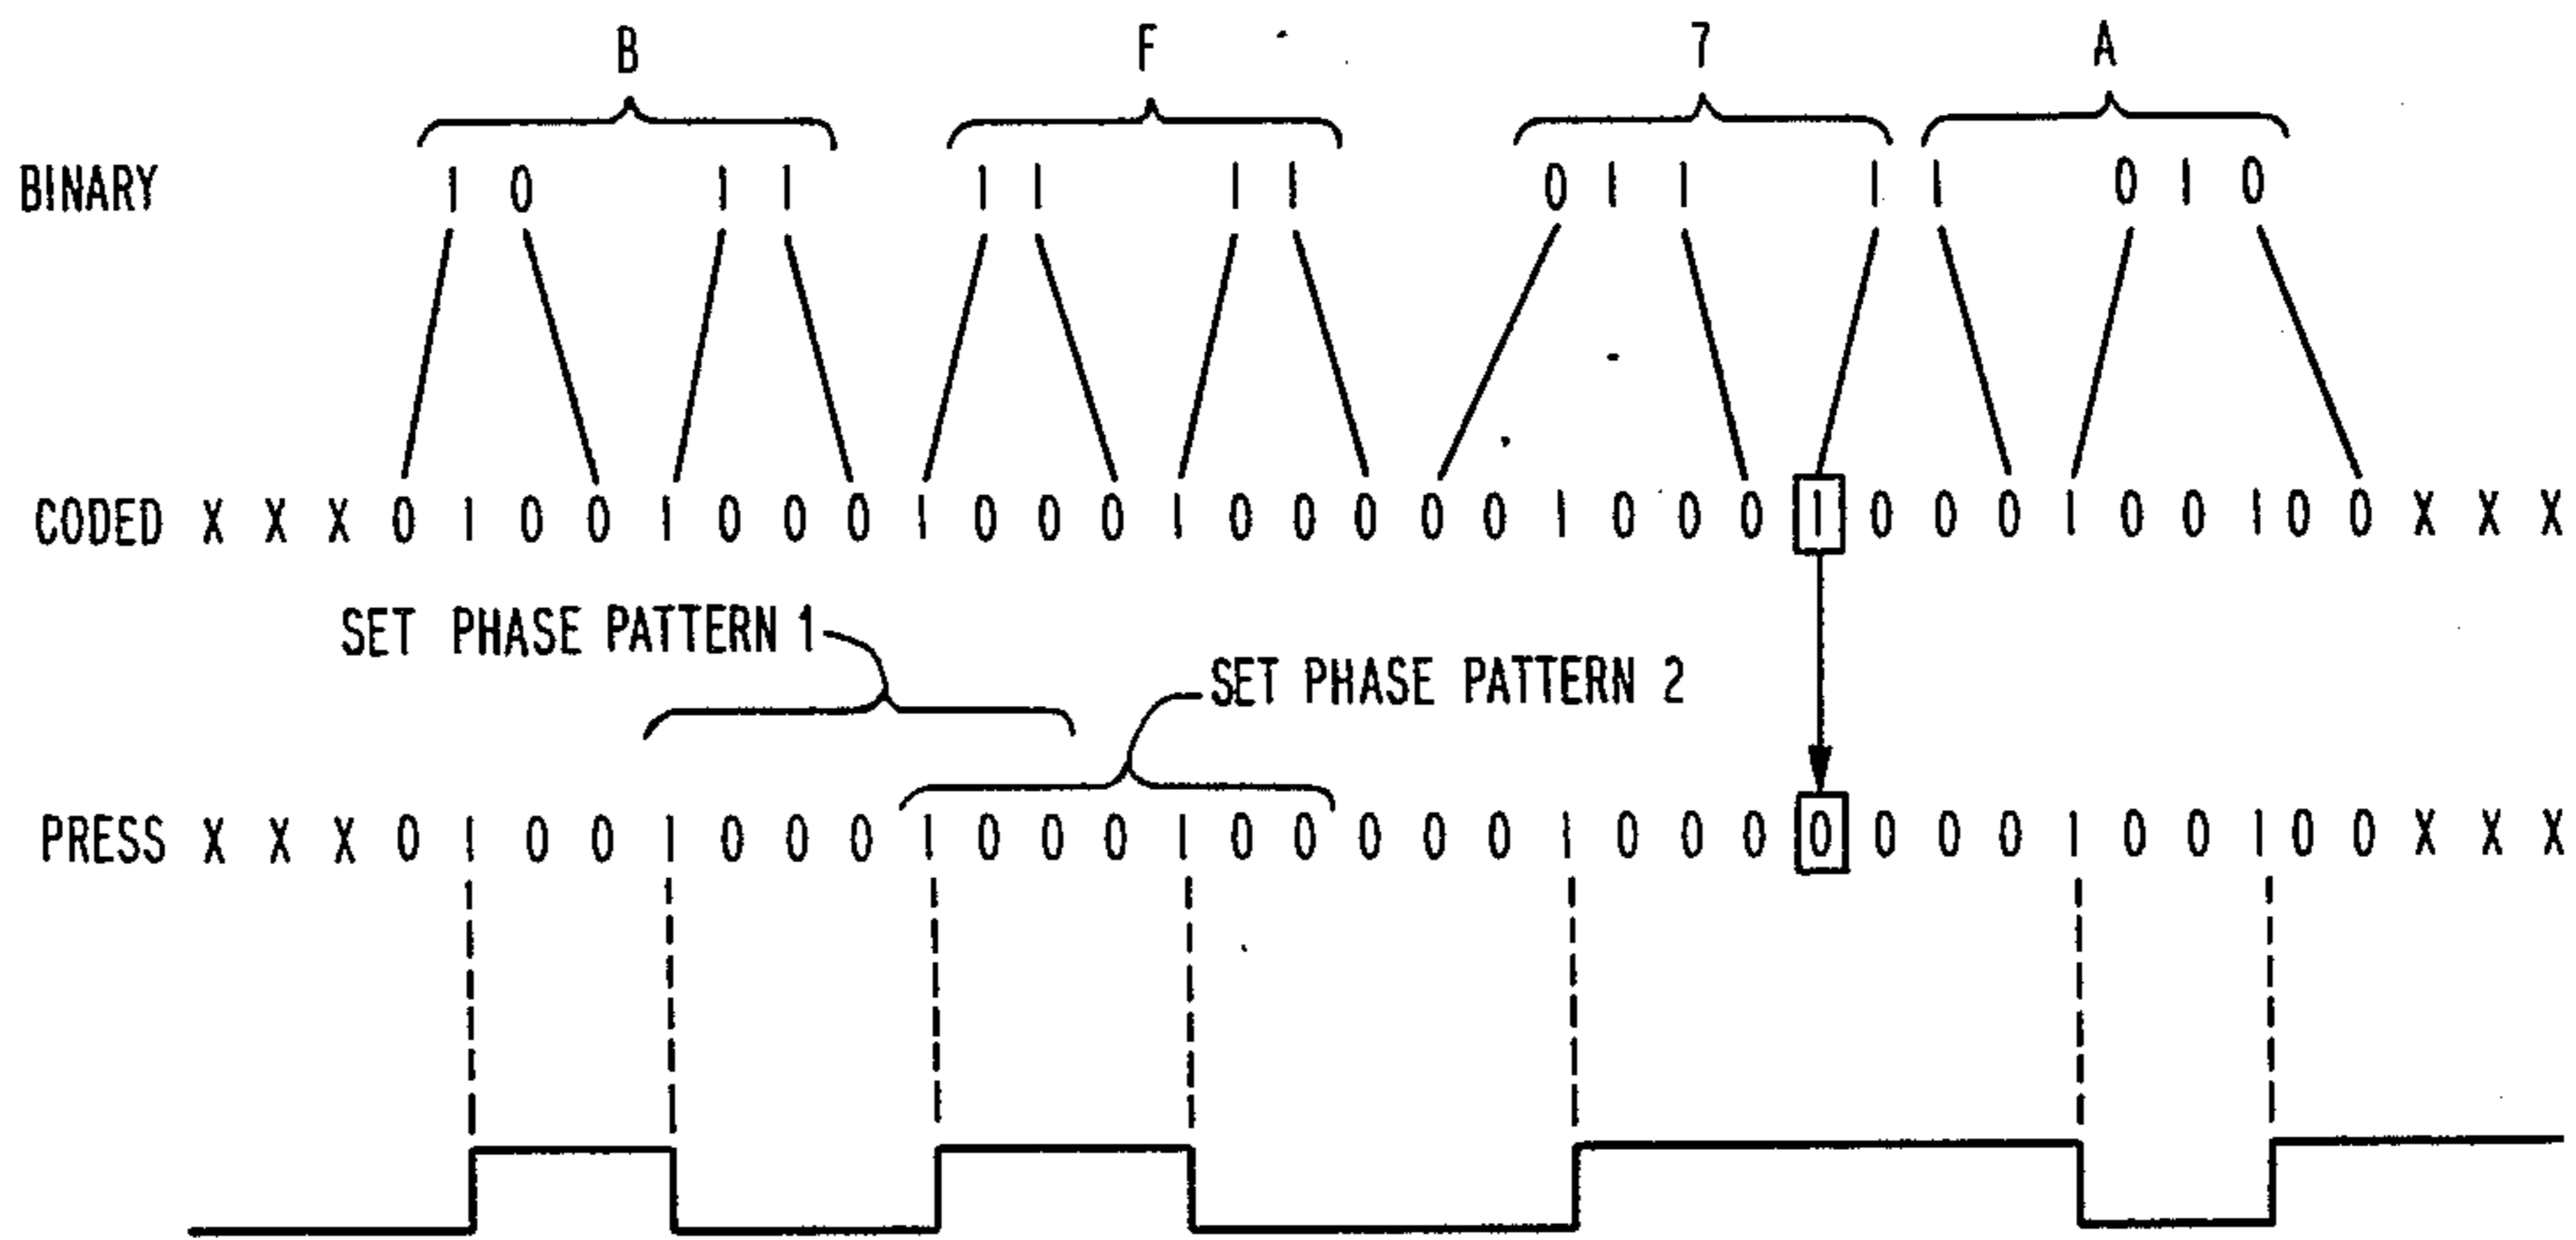 B F 7 A
BINARY 1 0 1 1 1 1 1 1 0 1 1 1 1 0 1 0
CODED X X X 0 1 0 0 1 0 0 0 1 0 0 0 1 0 0 0 0 0 1 0 0 0 1 0 0 0 1 0 0 1 0 0 X X X
SET PHASE PATTERN 1
SET PHASE PATTERN 2
PRESS X X X 0 1 0 0 1 0 0 0 1 0 0 0 1 0 0 0 0 0 1 0 0 0 0 0 0 0 1 0 0 1 0 0 X X X